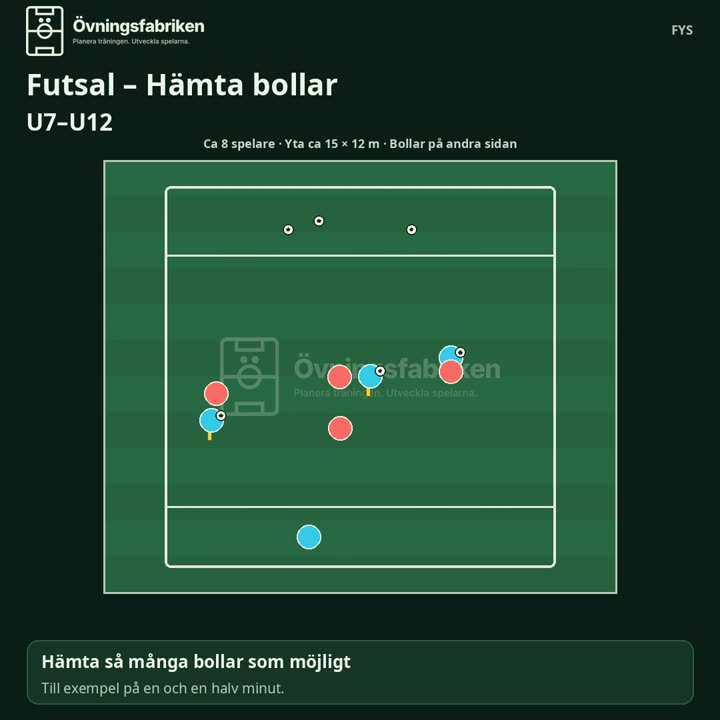 Övningsfabriken
Planera träningen. Utveckla spelarna.
FYS
Futsal – Hämta bollar
U7–U12
Ca 8 spelare · Yta ca 15 × 12 m · Bollar på andra sidan
Övningsfabriken
Planera träningen. Utveckla spelarna.
Hämta så många bollar som möjligt
Till exempel på en och en halv minut.